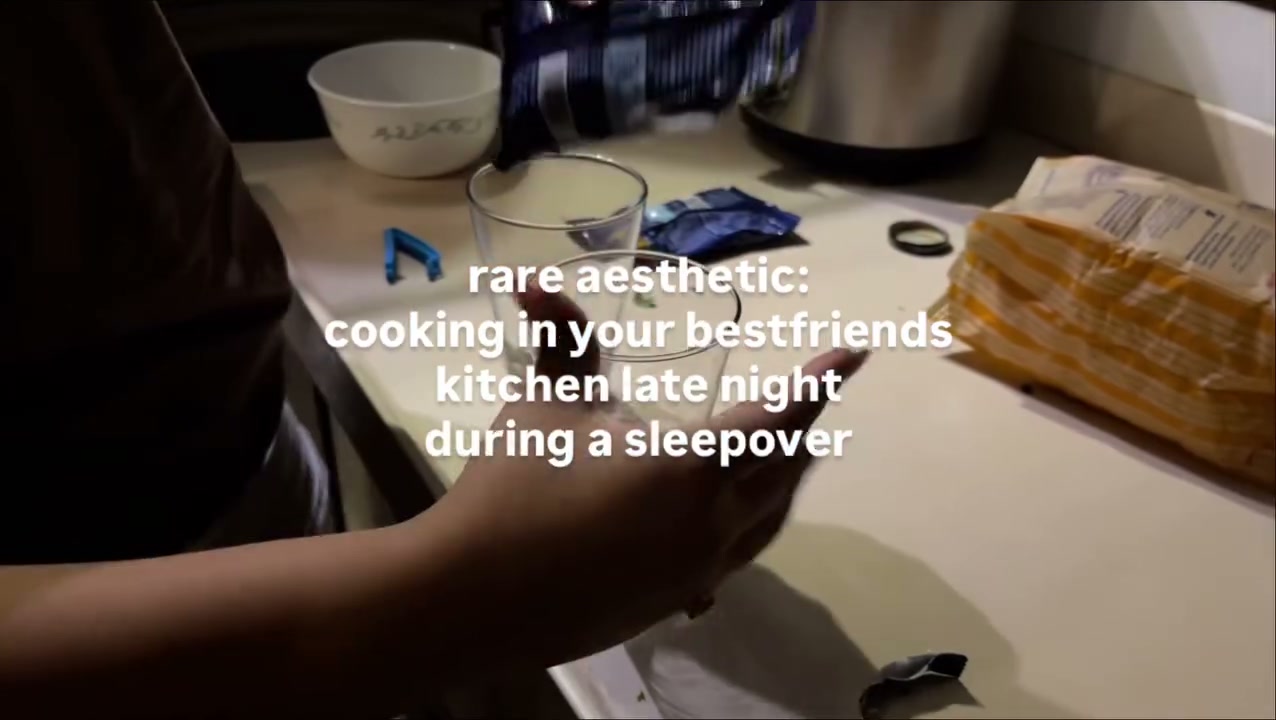 rare aesthetic:
cooking in your bestfriends
kitchen late night
during a sleepover